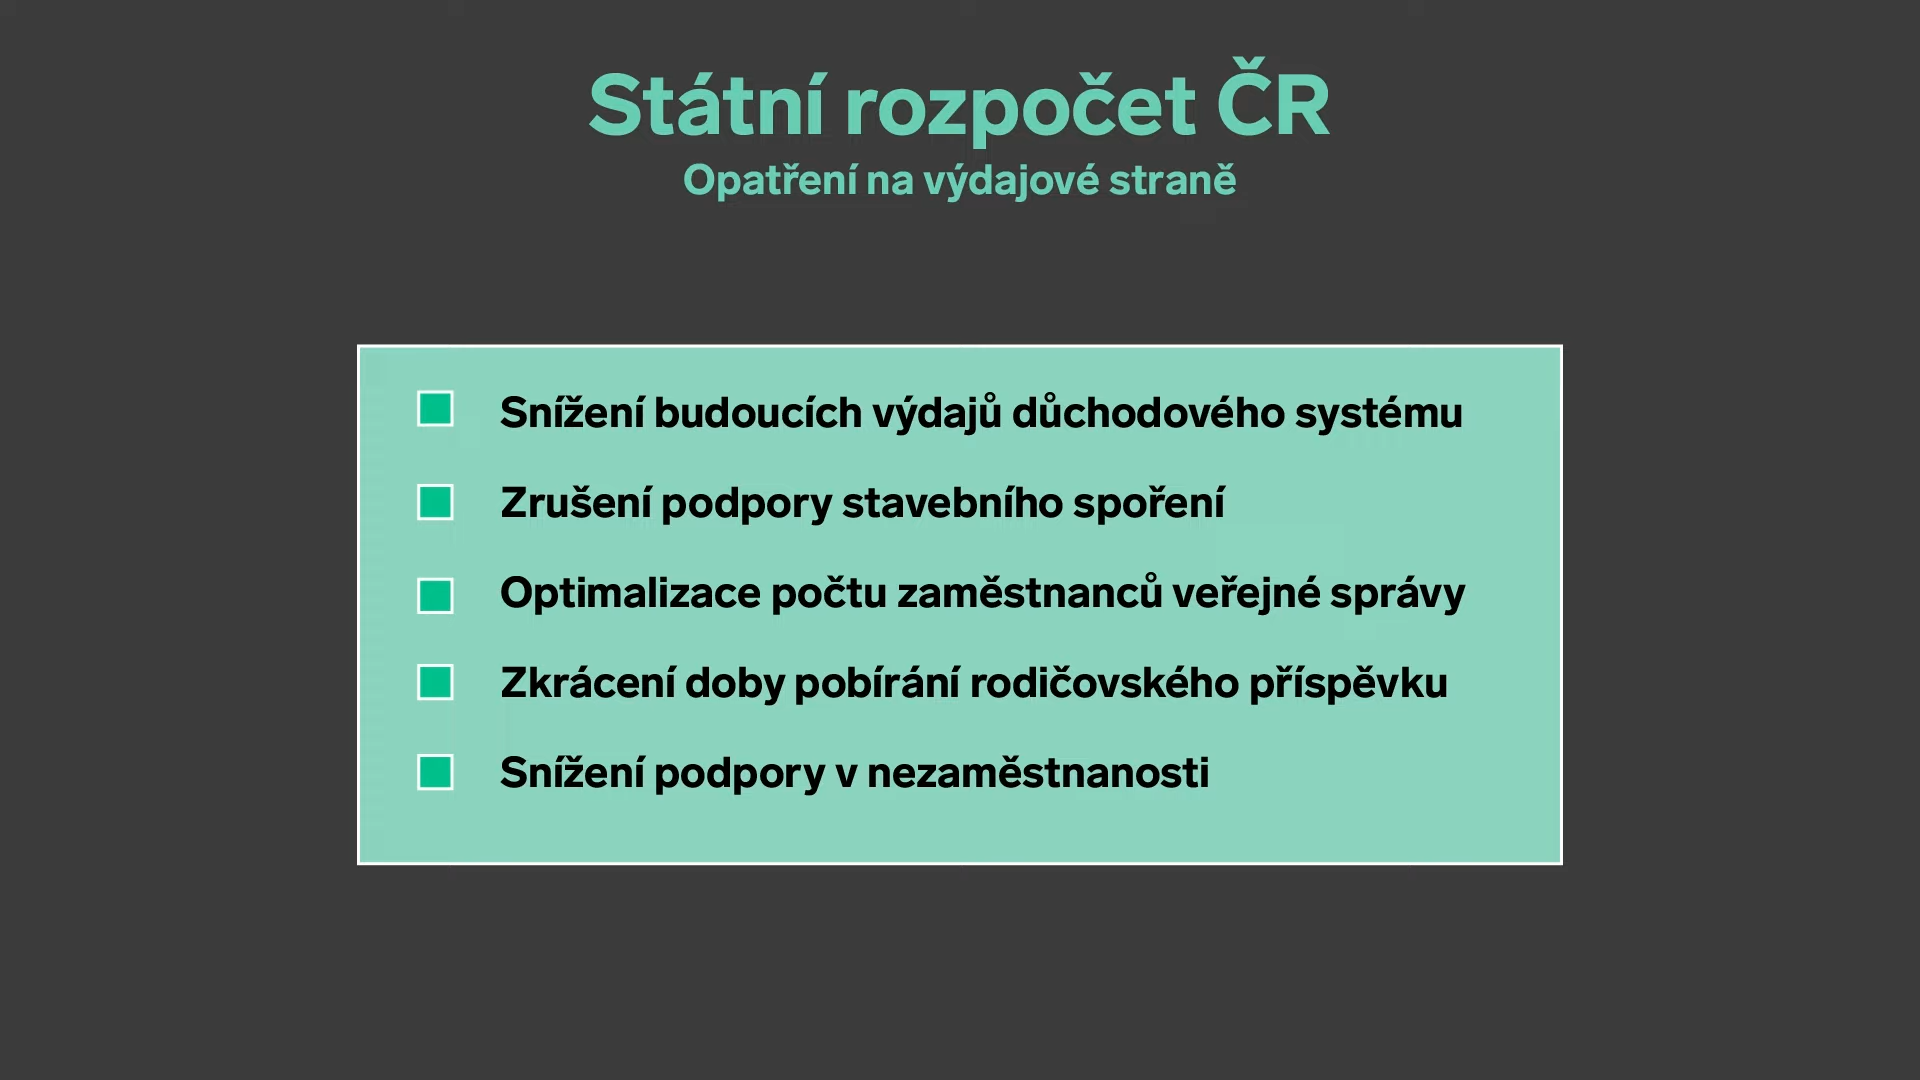 Státní rozpočet ČR
Opatření na výdajové straně
Snížení budoucích výdajů důchodového systému
Zrušení podpory stavebního spoření
Optimalizace počtu zaměstnanců veřejné správy
Zkrácení doby pobírání rodičovského příspěvku
Snížení podpory v nezaměstnanosti